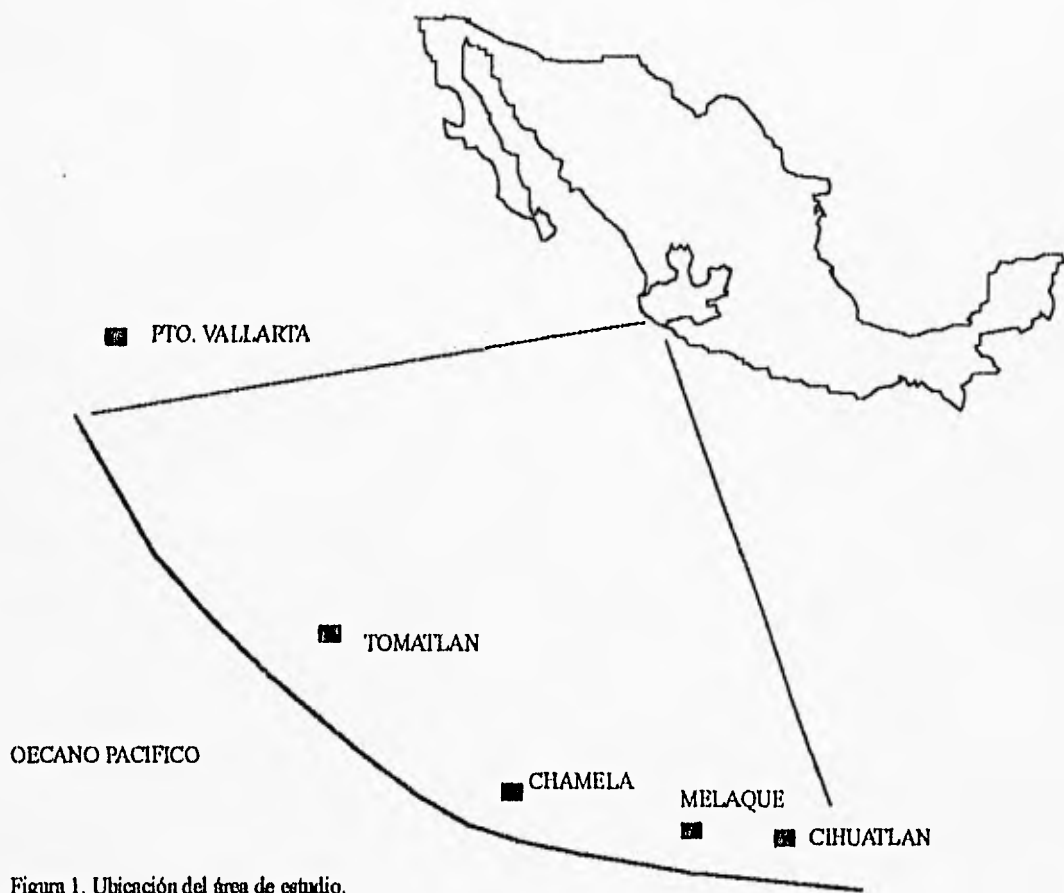 PTO. VALLARTA
TOMATLAN
OECANO PACIFICO
CHAMELA
MELAQUE
CIHUATLAN
Figura 1. Ubicación del área de estudio.